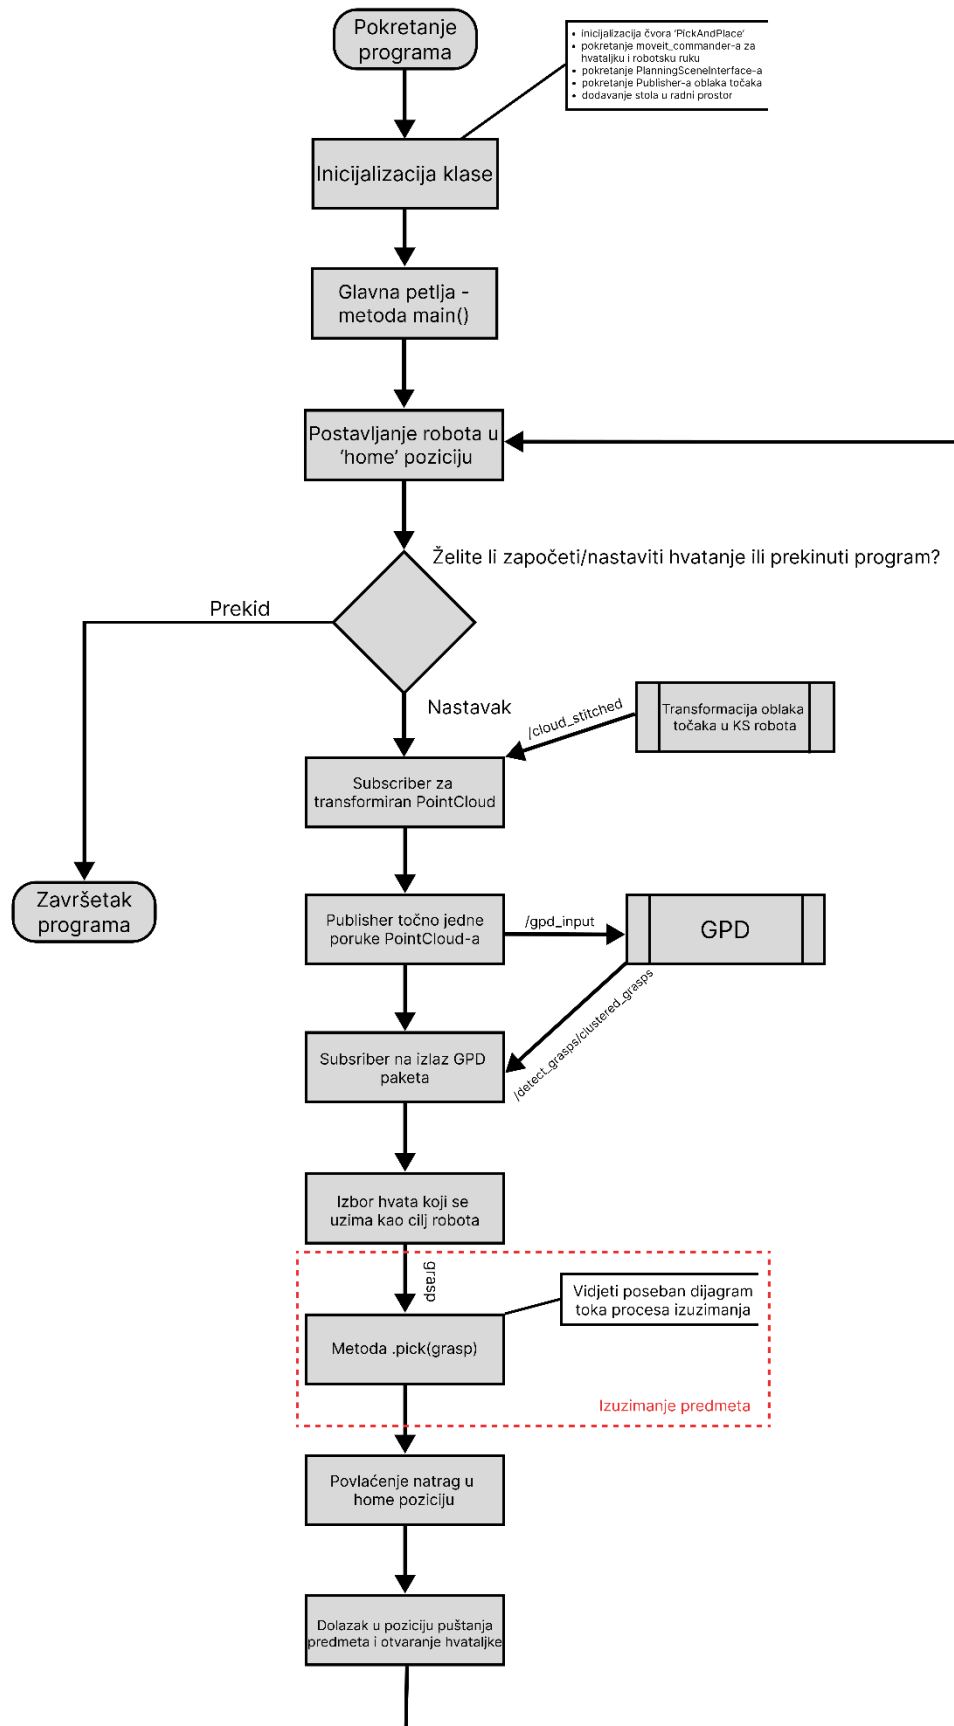 Pokretanje
programa
• inicijalizacija čvora 'PickAndPlace'
• pokretanje moveit_commander-a za
hvataljku i robotsku ruku
• pokretanje PlanningSceneInterface-a
• pokretanje Publisher-a oblaka točaka
• dodavanje stola u radni prostor
Inicijalizacija klase
Glavna petlja -
metoda main()
Postavljanje robota u
'home' poziciju
Želite li započeti/nastaviti hvatanje ili prekinuti program?
Prekid
Nastavak
/cloud_stitched
Transformacija oblaka
točaka u KS robota
Subscriber za
transformiran PointCloud
Završetak
programa
Publisher točno jedne
poruke PointCloud-a
/gpd_input
GPD
/detect_grasps/clustered_grasps
Subsriber na izlaz GPD
paketa
Izbor hvata koji se
uzima kao cilj robota
grasp
Vidjeti poseban dijagram
toka procesa izuzimanja
Metoda .pick(grasp)
Izuzimanje predmeta
Povlaćenje natrag u
home poziciju
Dolazak u poziciju puštanja
predmeta i otvaranje hvataljke